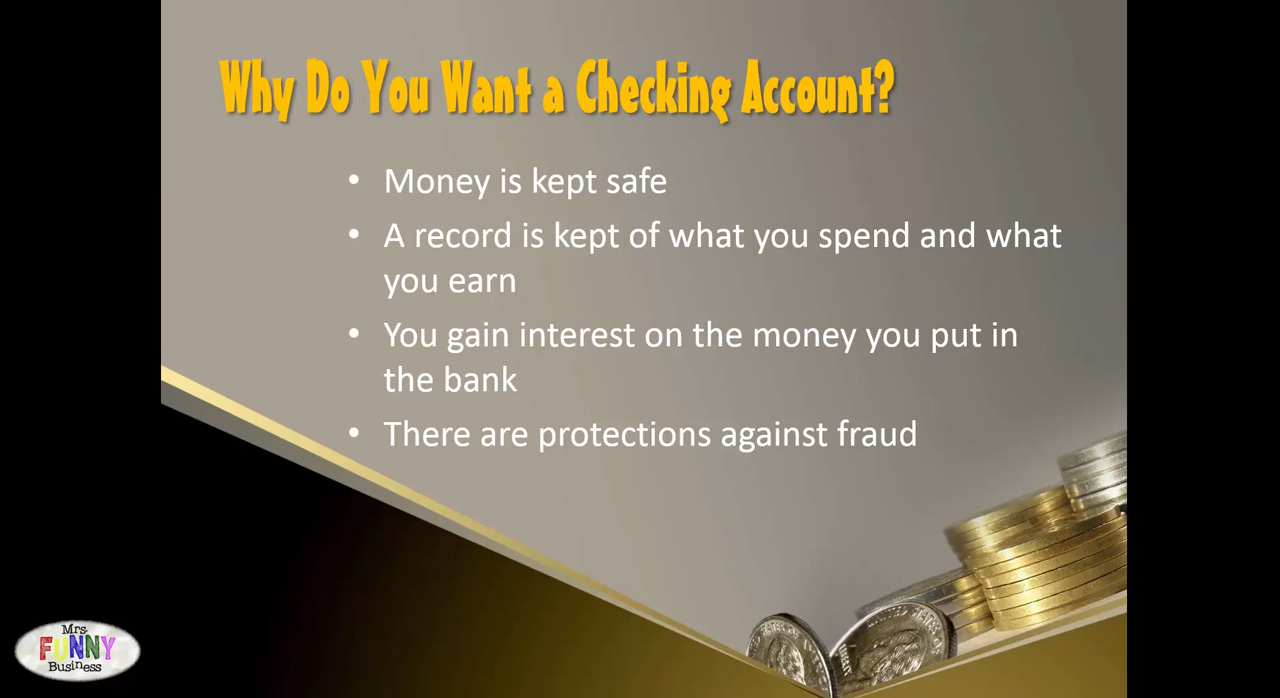 Why Do You Want a Checking Account?
• Money is kept safe
• A record is kept of what you spend and what
you earn
• You gain interest on the money you put in
the bank
• There are protections against fraud
Mrs.
FUNNY
Business